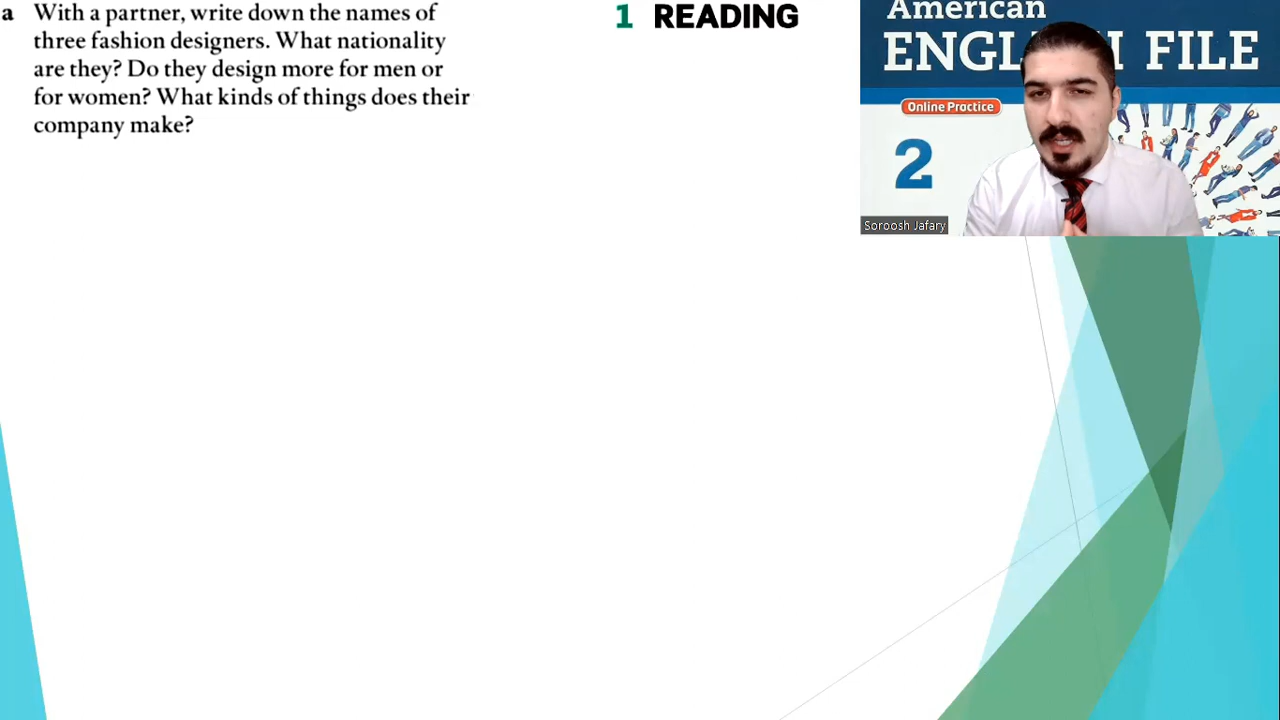 a With a partner, write down the names of
three fashion designers. What nationality
are they? Do they design more for men or
for women? What kinds of things does their
company make?
1 READING
American
ENGL FILE
Online Practice
2
Soroosh Jafary